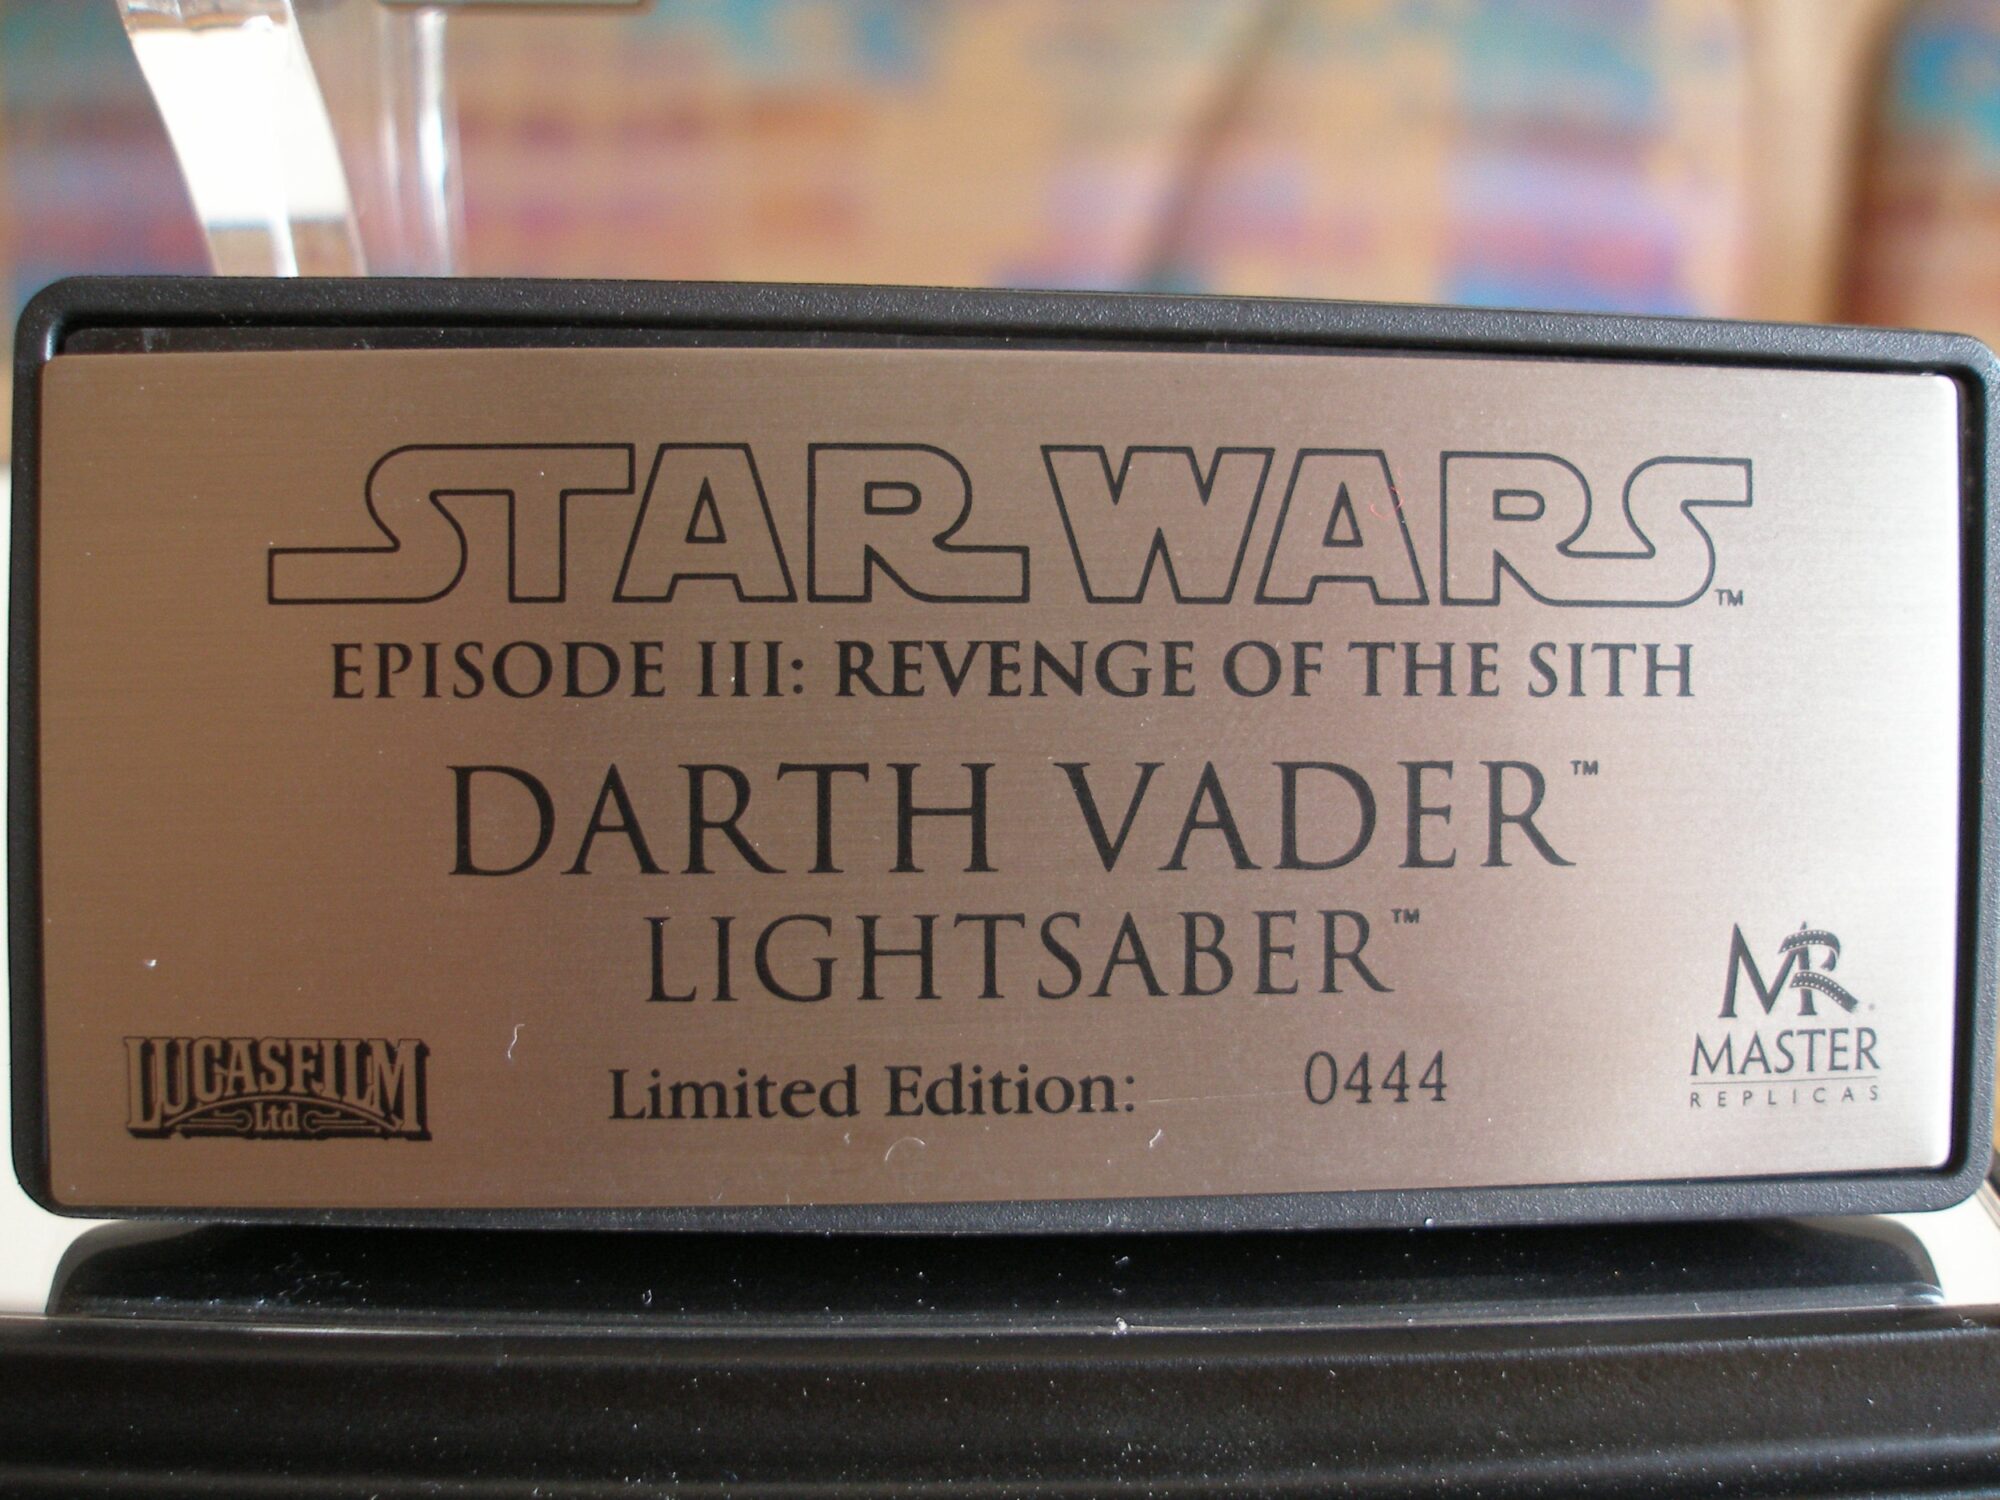 STAR WARS™
EPISODE III: REVENGE OF THE SITH
DARTH VADER™
LIGHTSABER™
LUCASFILM
Ltd
Limited Edition: 0444
MR
MASTER
REPLICAS